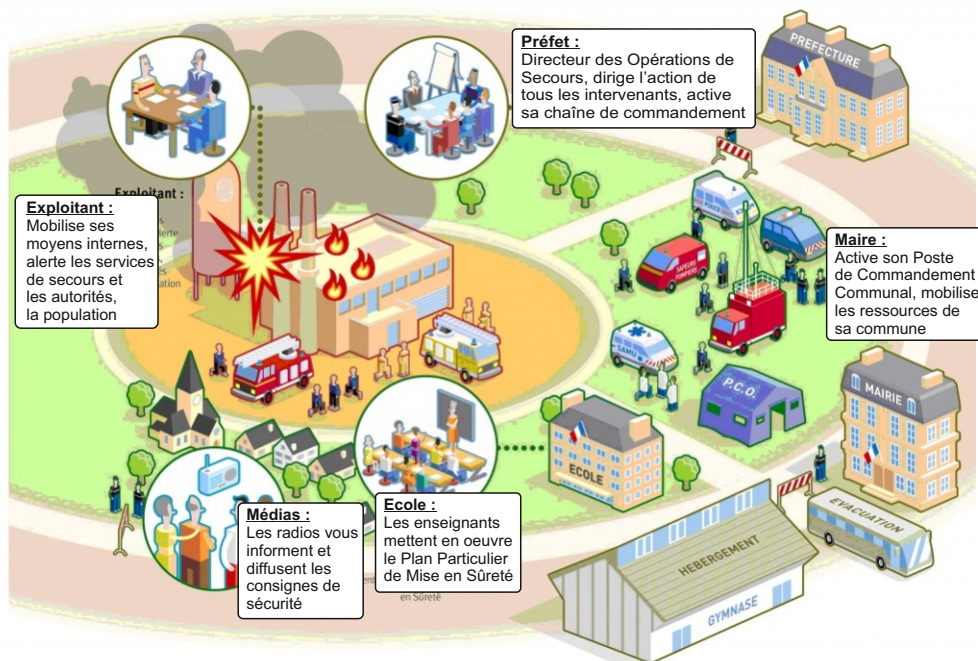 Préfet :
Directeur des Opérations de
Secours, dirige l'action de
tous les intervenants, active
sa chaîne de commandement
PREFECTURE
Exploitant :
Exploitant :
Mobilise ses
moyens internes,
alerte les services
de secours et
les autorités,
la population
POLICE
SAPEURS
POMPIERS
SAMU
P.C.O.
Maire :
Active son Poste
de Commandement
Communal, mobilise
les ressources de
sa commune
MAIRIE
ECOLE
Médias :
Les radios vous
informent et
diffusent les
consignes de
sécurité
Ecole :
Les enseignants
mettent en oeuvre
le Plan Particulier
de Mise en Sûreté
en Sûreté
EVACUATION
HEBERGEMENT
GYMNASE